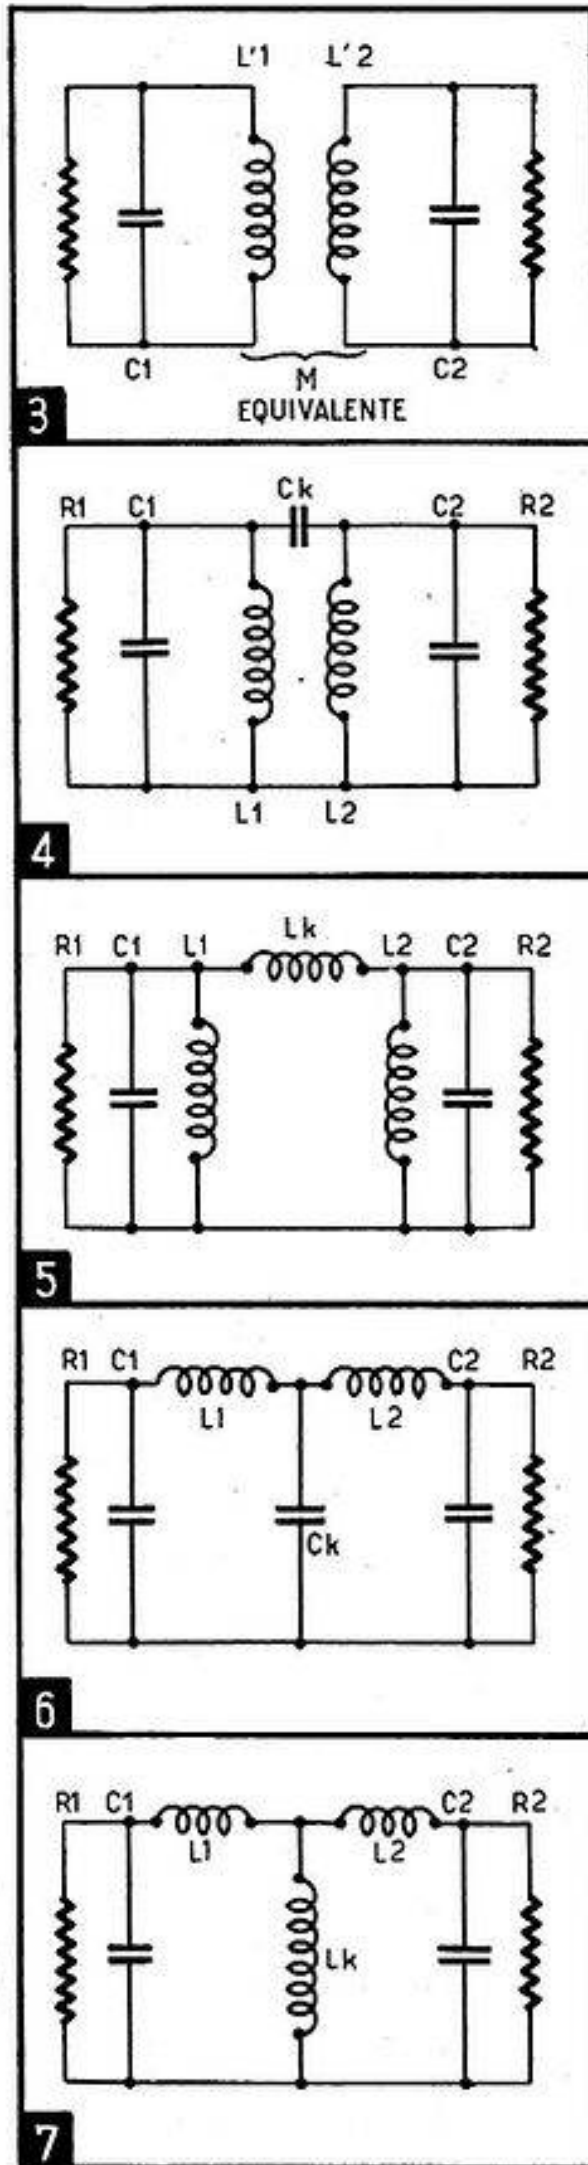 L'1 L'2
C1 C2
M
EQUIVALENTE
3
R1 C1 Ck C2 R2
L1 L2
4
R1 C1 L1 Lk L2 C2 R2
5
R1 C1 C2 R2
L1 L2
Ck
6
R1 C1 C2 R2
L1 L2
Lk
7